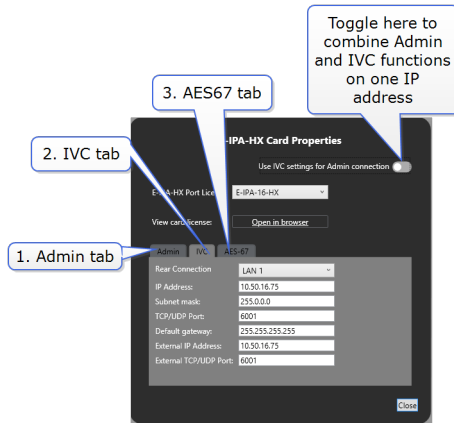 Toggle here to
combine Admin
and IVC functions
on one IP
address
3. AES67 tab
2. IVC tab
1. Admin tab
-IPA-HX Card Properties
Use IVC settings for Admin connection
E-IPA-HX Port Lice E-IPA-16-HX
View card license: Open in browser
Admin IVC AES-67
Rear Connection LAN 1
IP Address: 10.50.16.75
Subnet mask: 255.0.0.0
TCP/UDP Port: 6001
Default gateway: 255.255.255.255
External IP Address: 10.50.16.75
External TCP/UDP Port: 6001
Close